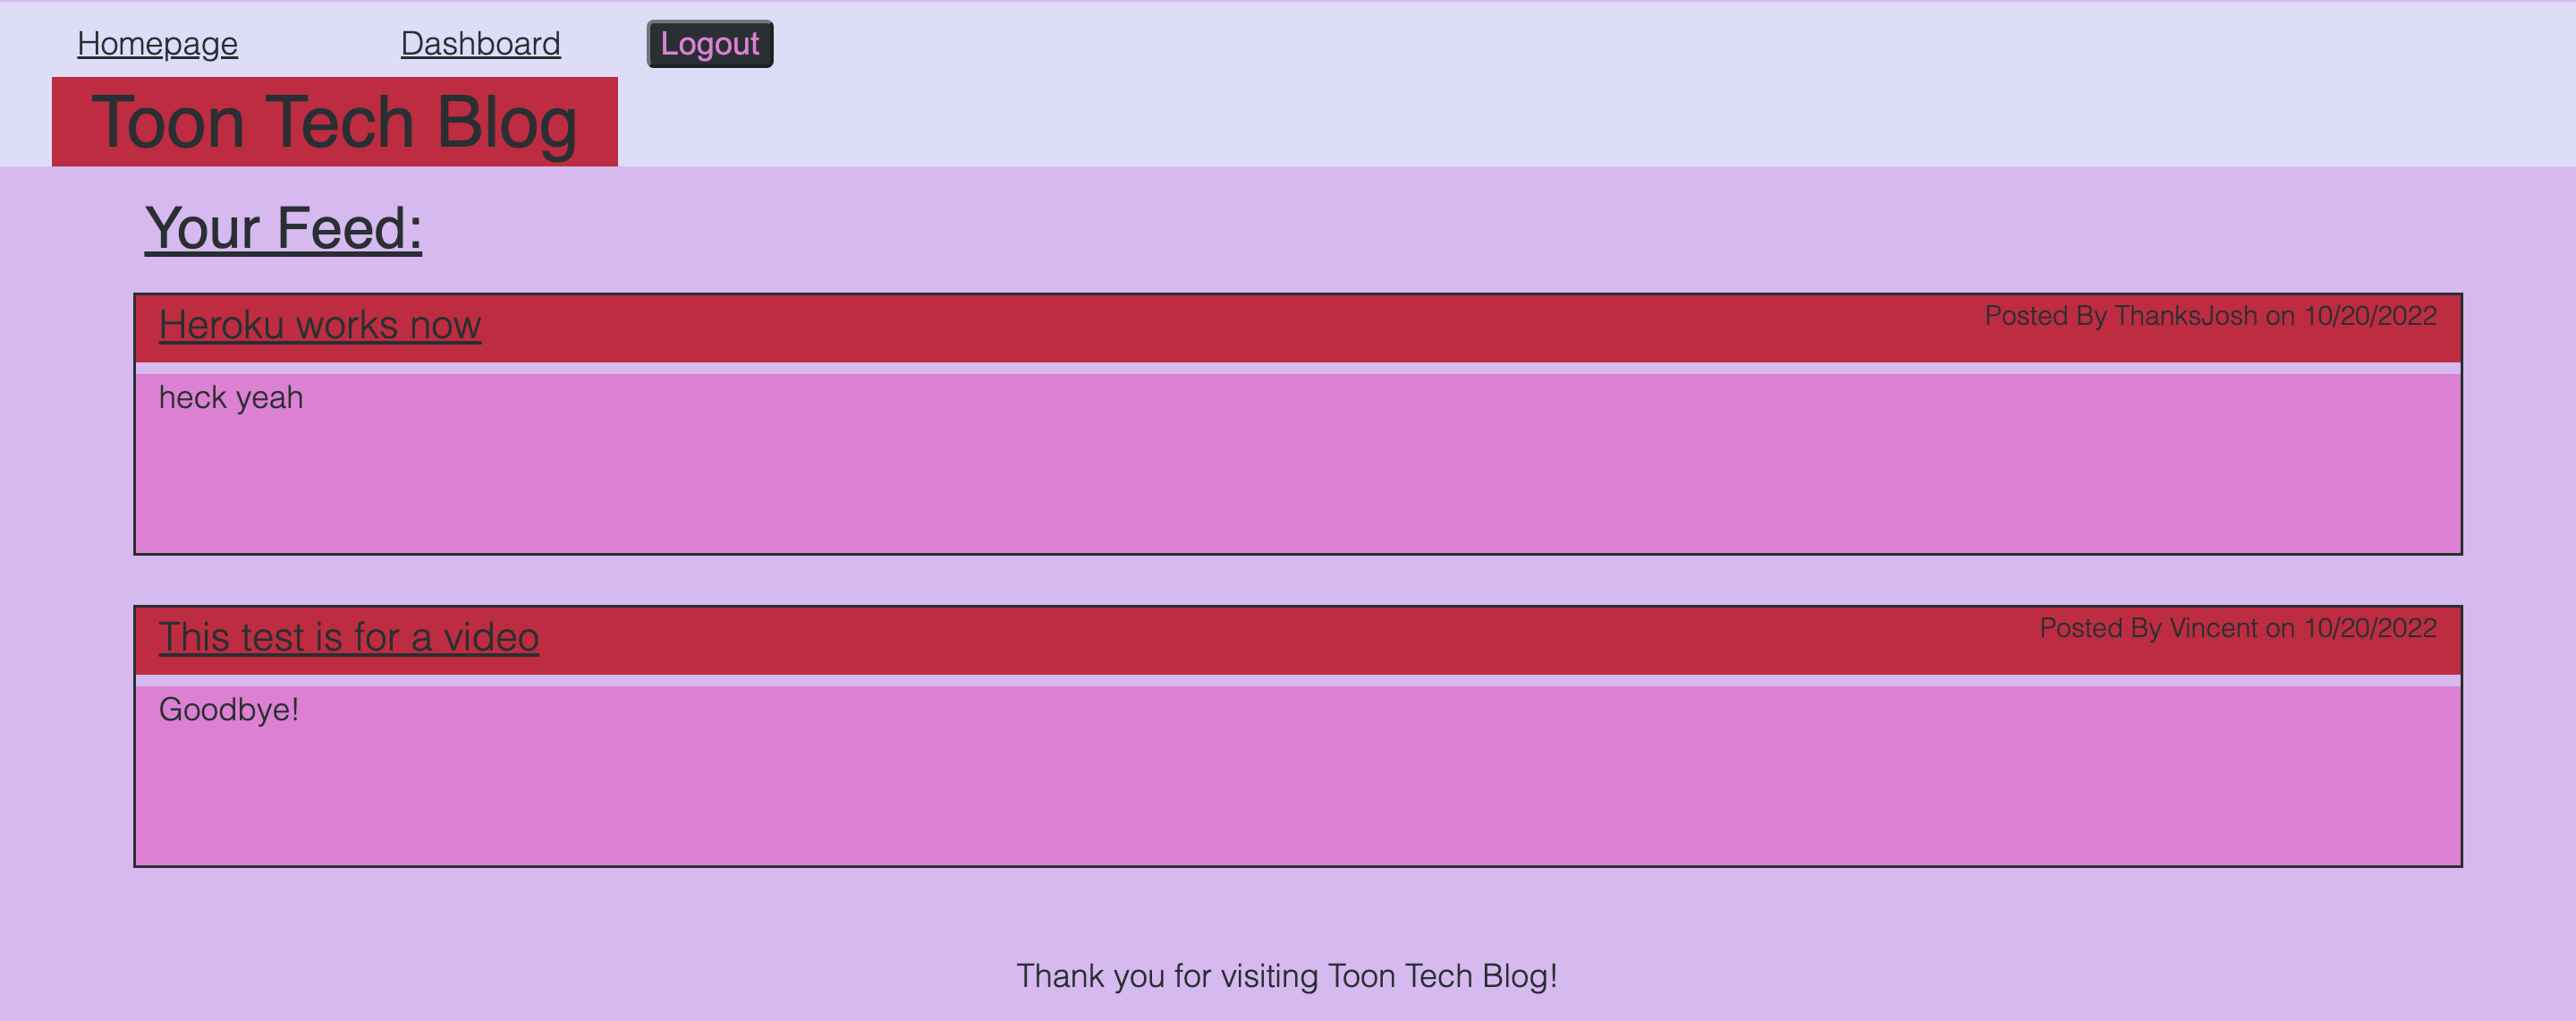 Homepage Dashboard Logout
Toon Tech Blog
Your Feed:
Heroku works now Posted By ThanksJosh on 10/20/2022
heck yeah
This test is for a video Posted By Vincent on 10/20/2022
Goodbye!
Thank you for visiting Toon Tech Blog!